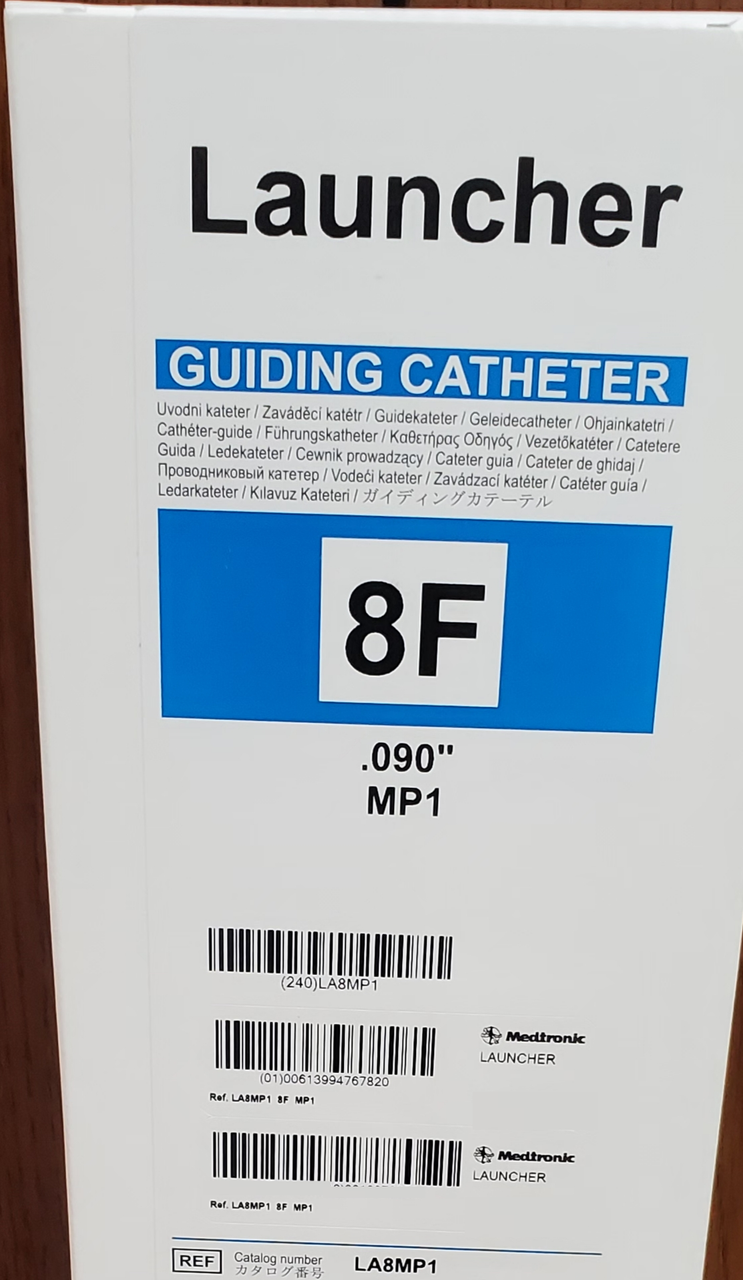 Launcher
GUIDING CATHETER
Uvodni kateter / Zaváděcí katétr / Guidekateter / Geleidecatheter / Ohjainkatetri /
Cathéter-guide / Führungskatheter / Καθετήρας Οδηγός / Vezetőkatéter / Catetere
Guida / Ledekateter / Cewnik prowadzący / Cateter guia / Cateter de ghidaj /
Проводниковый катетер / Vodeći kateter / Zavádzací katéter / Catéter guía /
Ledarkateter / Kılavuz Kateteri / ガイディングカテーテル
8F
.090"
MP1
(240)LA8MP1
Medtronic
LAUNCHER
(01)00613994767820
Ref. LA8MP1 8F MP1
Medtronic
LAUNCHER
Ref. LA8MP1 8F MP1
REF Catalog number LA8MP1
カタログ番号